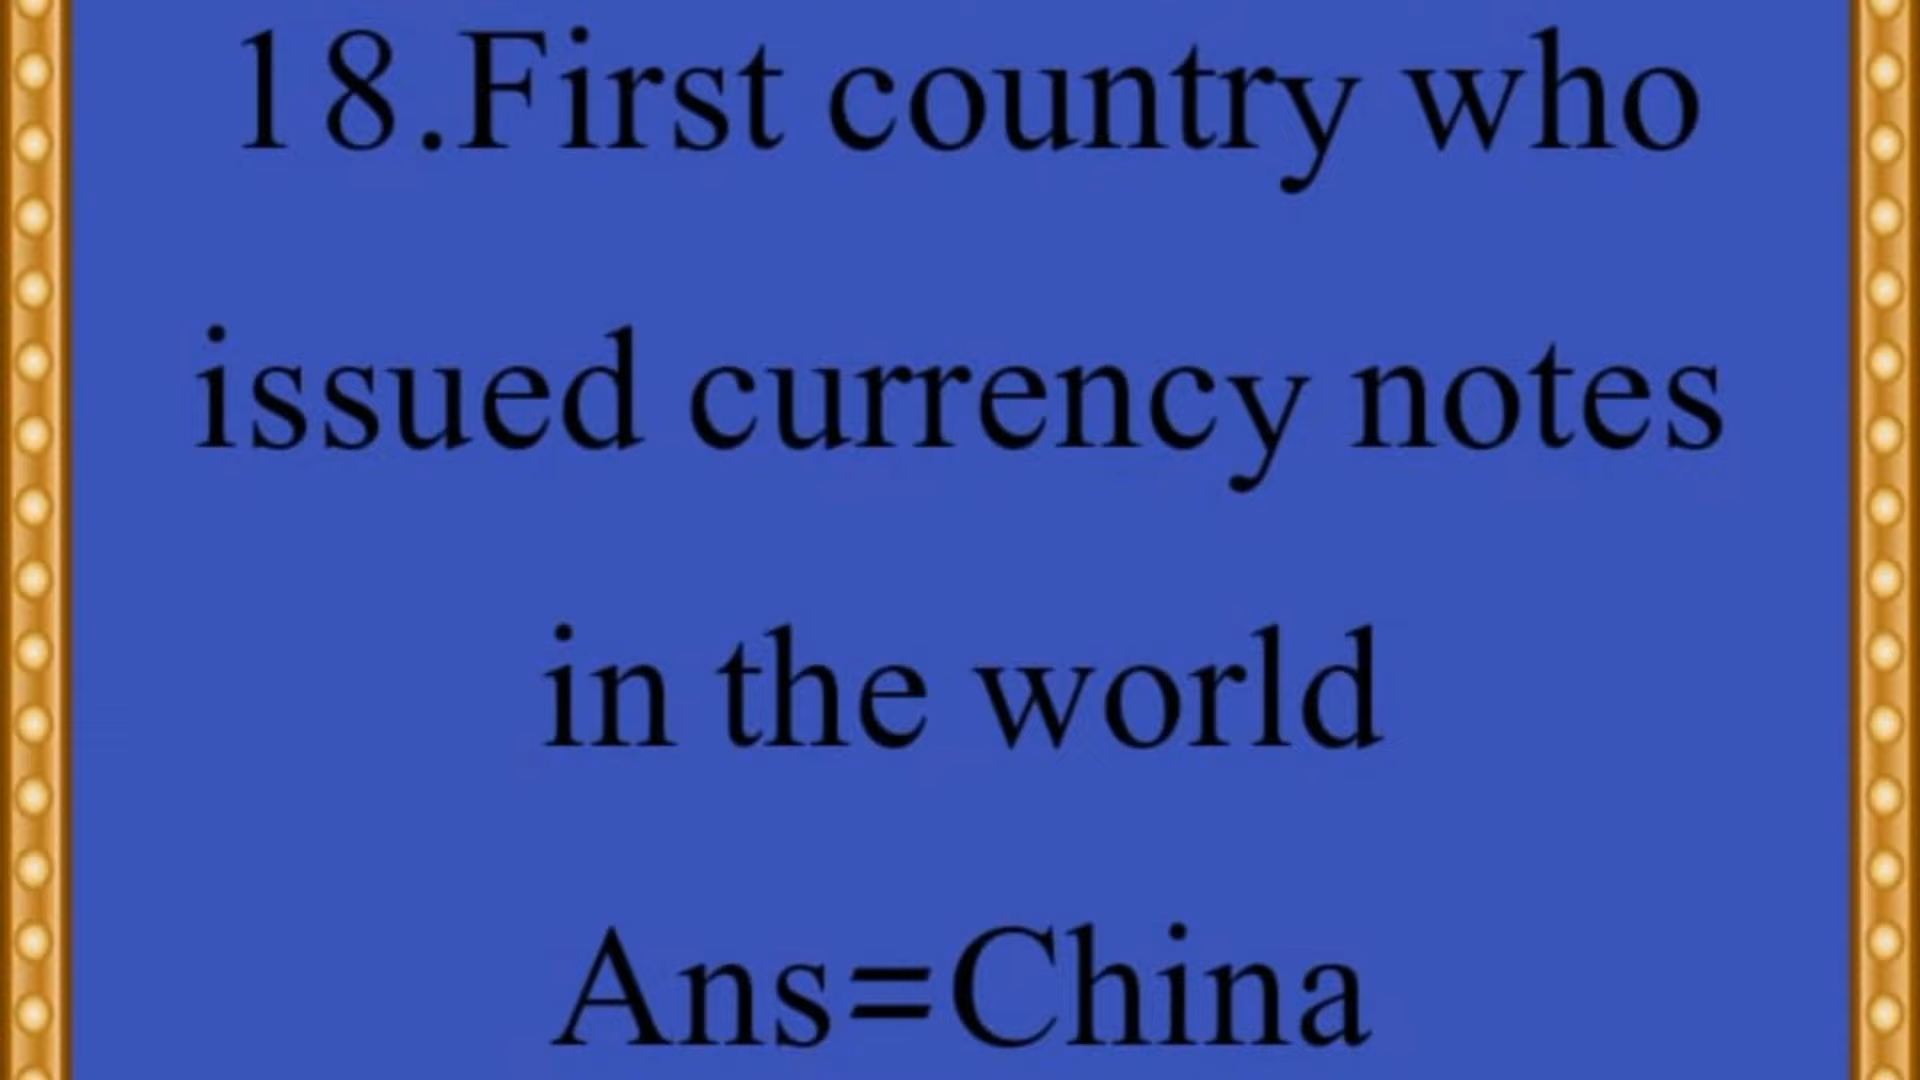 18.First country who
issued currency notes
in the world
Ans=China